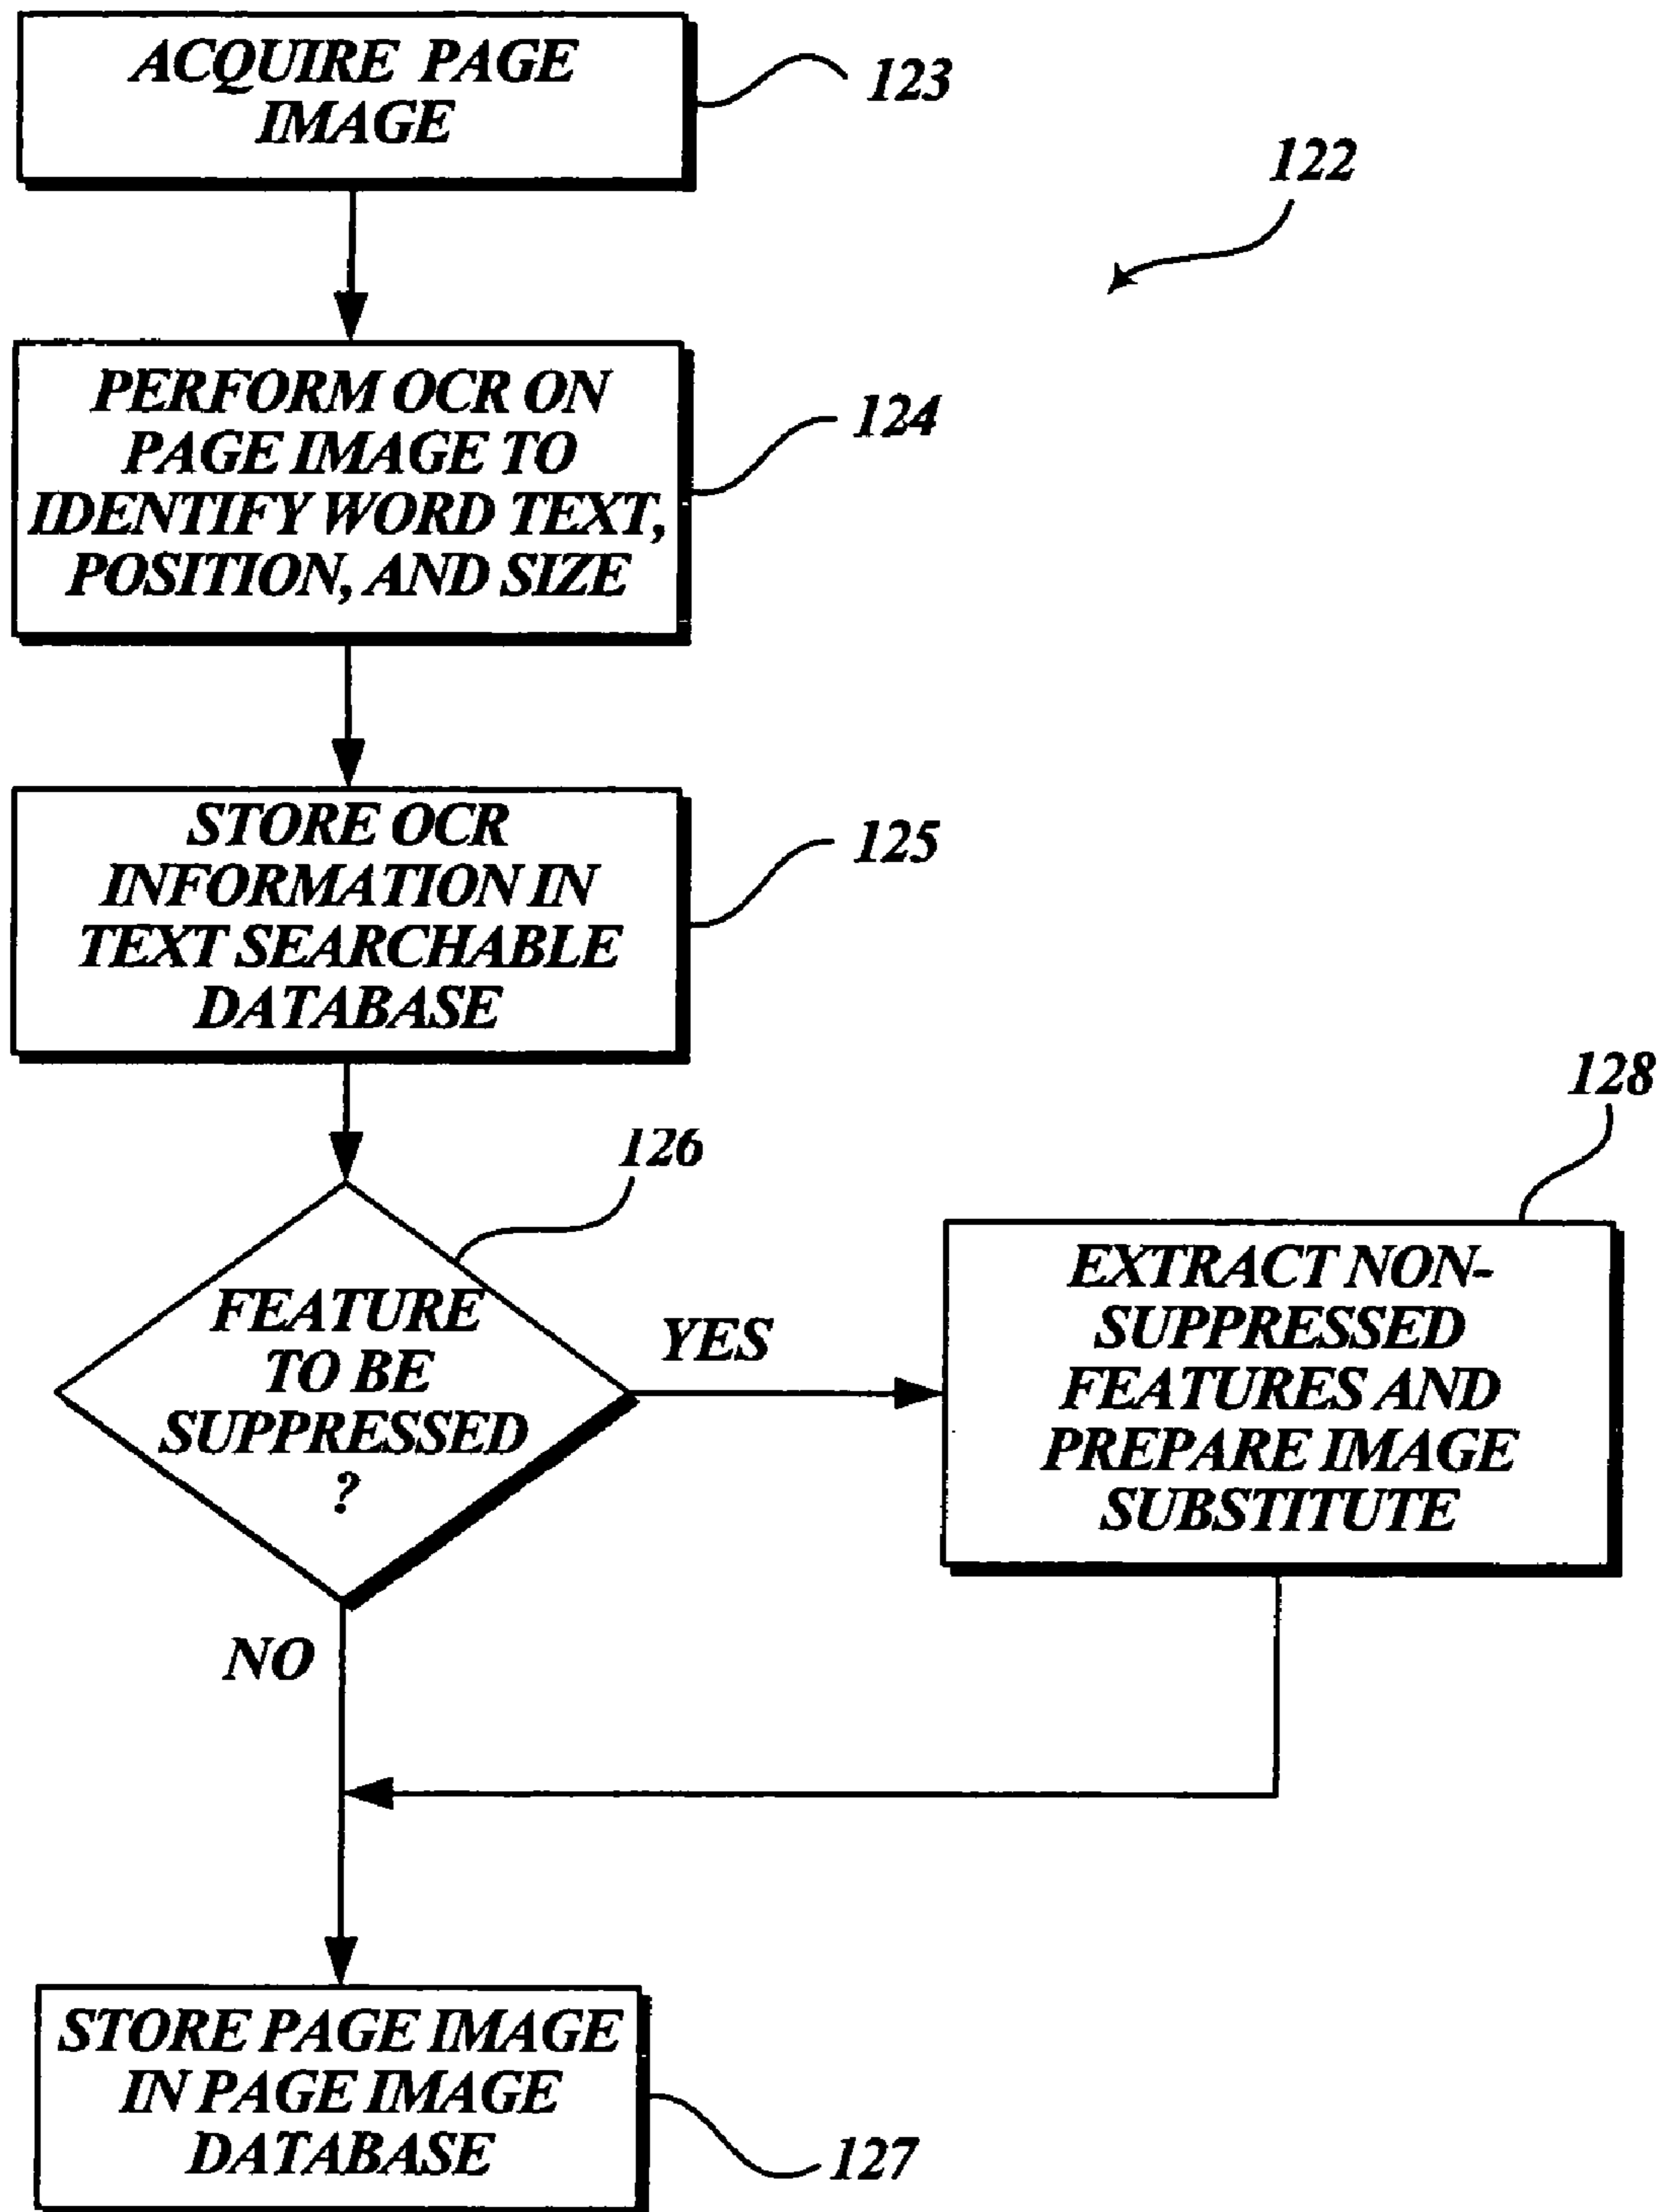 ACQUIRE PAGE
IMAGE
123
122
PERFORM OCR ON
PAGE IMAGE TO
IDENTIFY WORD TEXT,
POSITION, AND SIZE
124
STORE OCR
INFORMATION IN
TEXT SEARCHABLE
DATABASE
125
126
FEATURE
TO BE
SUPPRESSED
?
YES
NO
128
EXTRACT NON-
SUPPRESSED
FEATURES AND
PREPARE IMAGE
SUBSTITUTE
STORE PAGE IMAGE
IN PAGE IMAGE
DATABASE
127